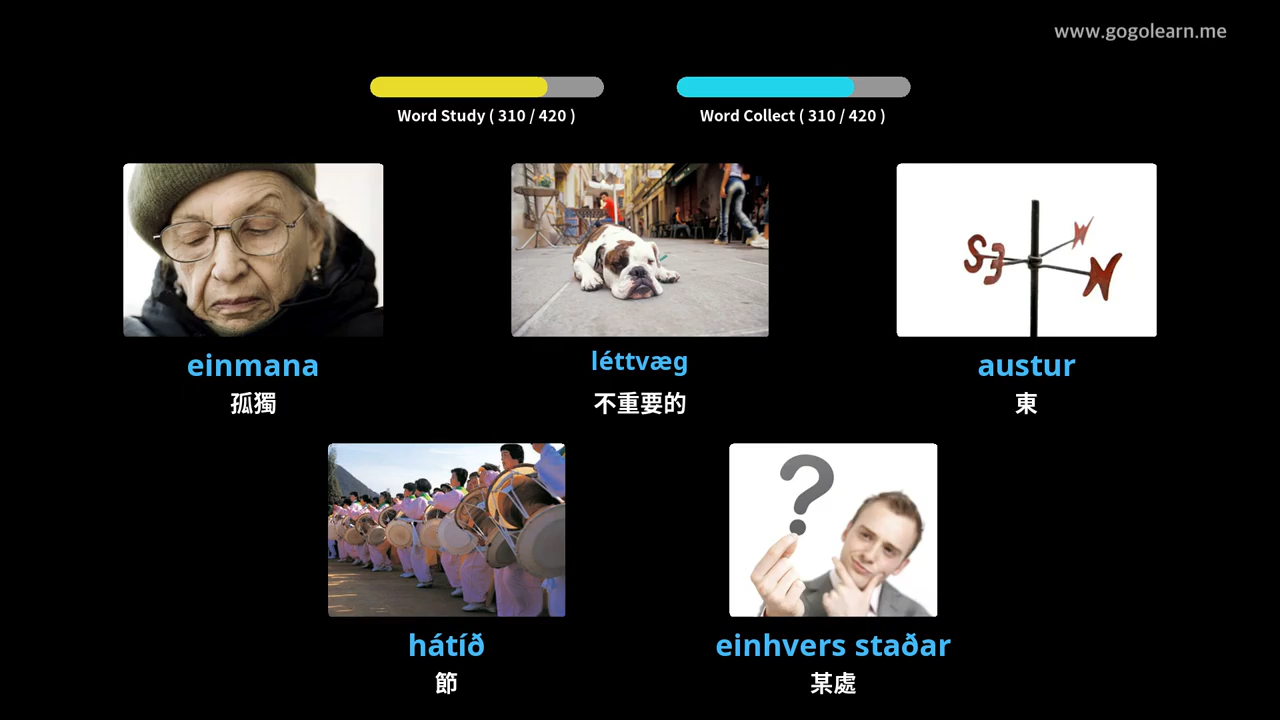 www.gogolearn.me
Word Study ( 310 / 420 )
Word Collect ( 310 / 420 )
S
E
N
W
einmana
孤獨
léttvæg
不重要的
austur
東
hátíð
節
?
einhvers staðar
某處